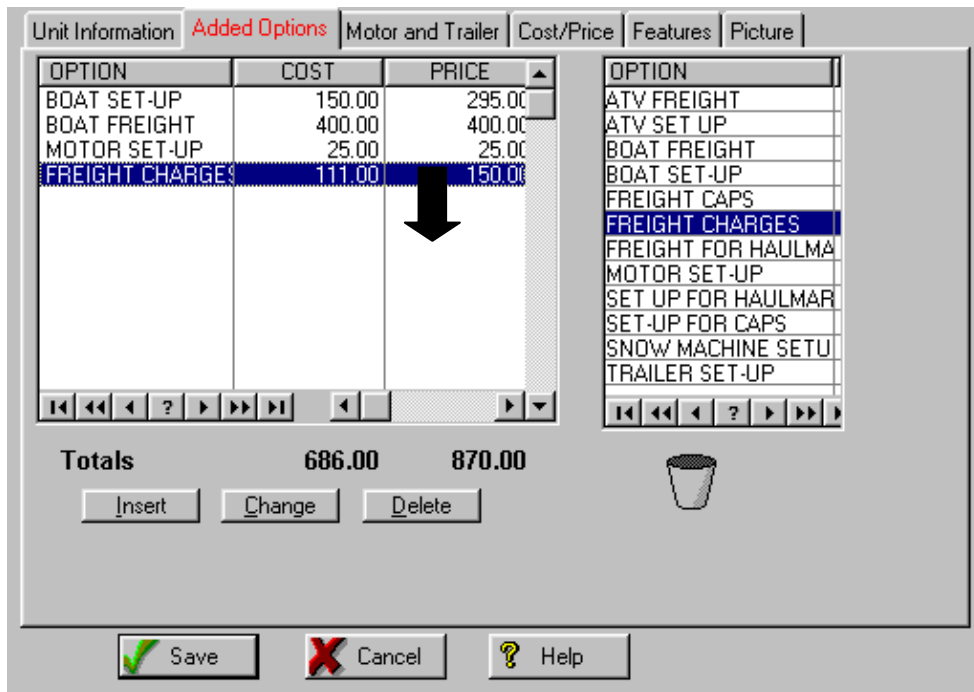 Unit Information Added Options Motor and Trailer Cost/Price Features Picture
OPTION COST PRICE
BOAT SET-UP 150.00 295.00
BOAT FREIGHT 400.00 400.00
MOTOR SET-UP 25.00 25.00
FREIGHT CHARGES 111.00 150.00
?
Totals 686.00 870.00
Insert Change Delete
OPTION
ATV FREIGHT
ATV SET UP
BOAT FREIGHT
BOAT SET-UP
FREIGHT CAPS
FREIGHT CHARGES
FREIGHT FOR HAULMA
MOTOR SET-UP
SET UP FOR HAULMAR
SET-UP FOR CAPS
SNOW MACHINE SETU
TRAILER SET-UP
?
Save Cancel ? Help